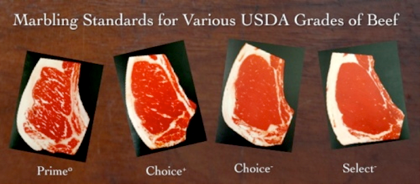 Marbling Standards for Various USDA Grades of Beef
Prime° Choice⁺ Choice⁻ Select⁻